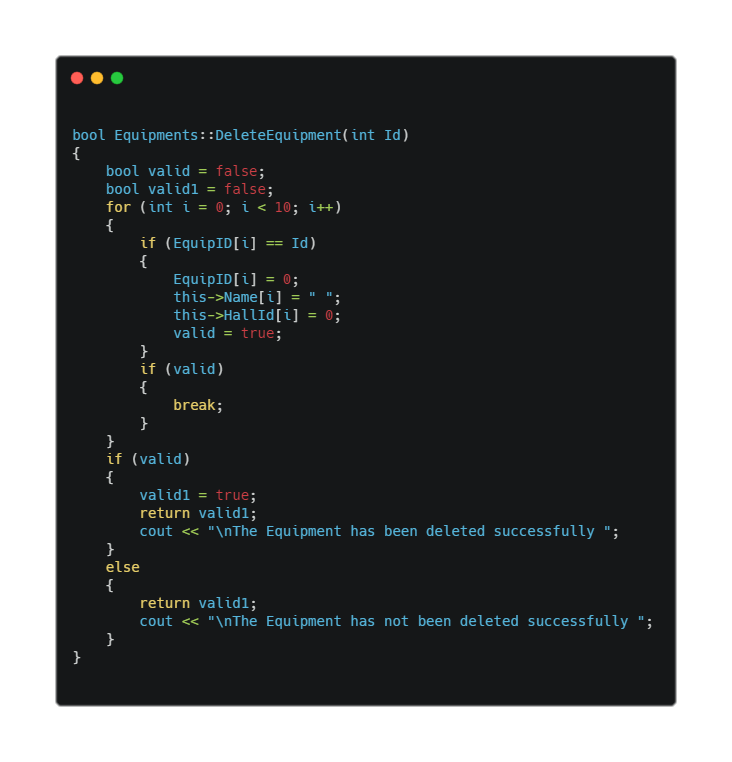 bool Equipments::DeleteEquipment(int Id)
{
    bool valid = false;
    bool valid1 = false;
    for (int i = 0; i < 10; i++)
    {
        if (EquipID[i] == Id)
        {
            EquipID[i] = 0;
            this->Name[i] = " ";
            this->HallId[i] = 0;
            valid = true;
        }
        if (valid)
        {
            break;
        }
    }
    if (valid)
    {
        valid1 = true;
        return valid1;
        cout << "\nThe Equipment has been deleted successfully ";
    }
    else
    {
        return valid1;
        cout << "\nThe Equipment has not been deleted successfully ";
    }
}